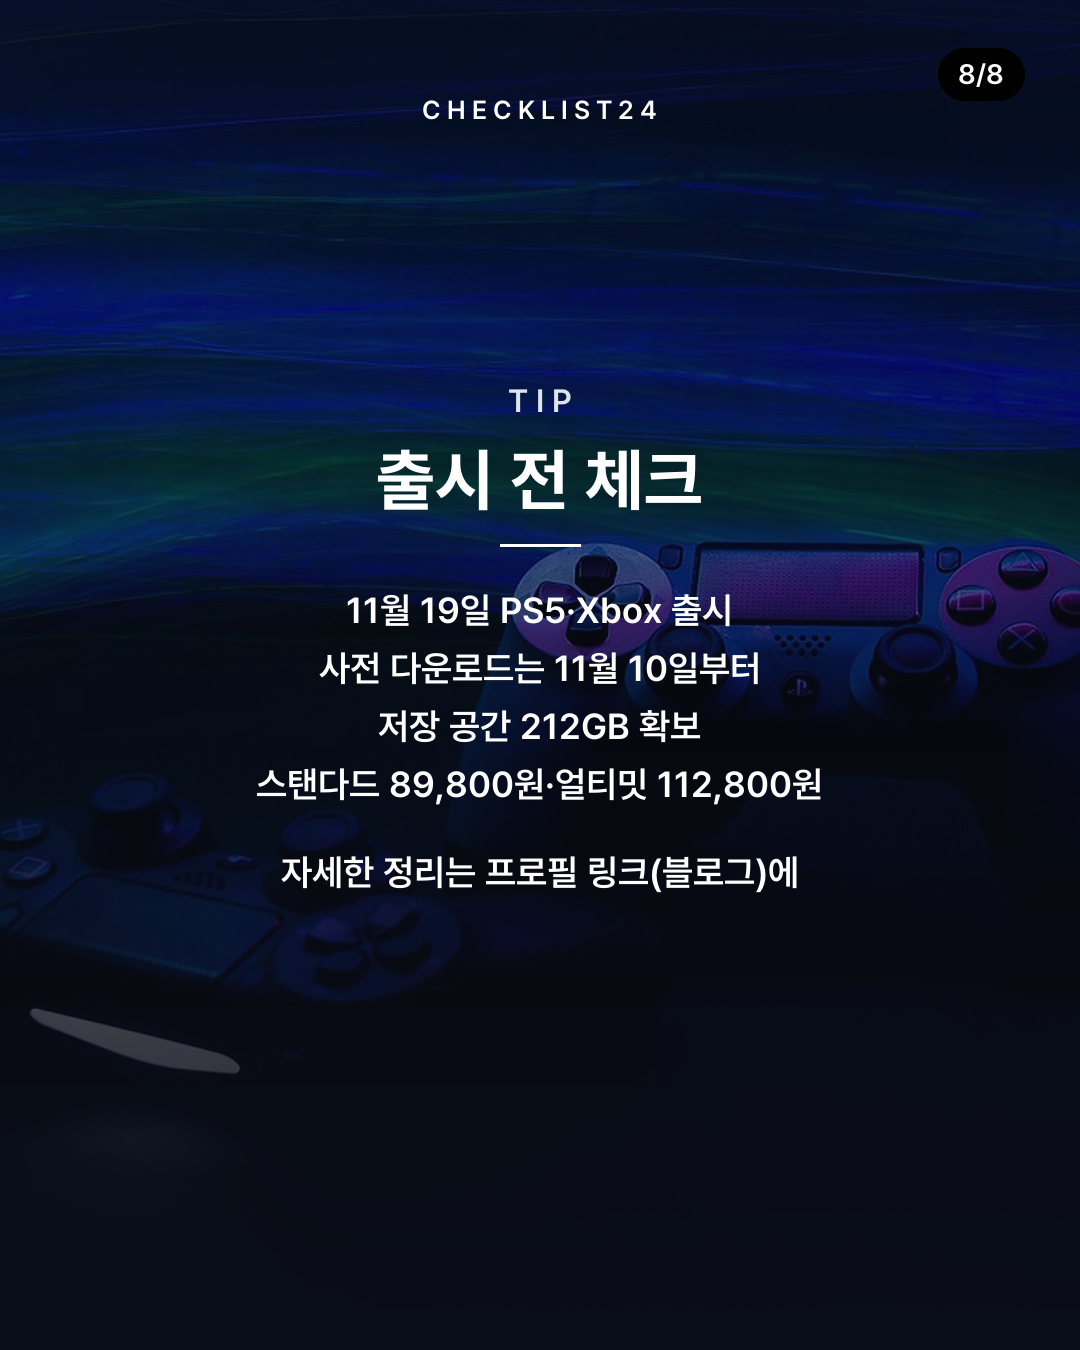 8/8
CHECKLIST24
TIP
출시 전 체크
11월 19일 PS5·Xbox 출시
사전 다운로드는 11월 10일부터
저장 공간 212GB 확보
스탠다드 89,800원·얼티밋 112,800원
자세한 정리는 프로필 링크(블로그)에